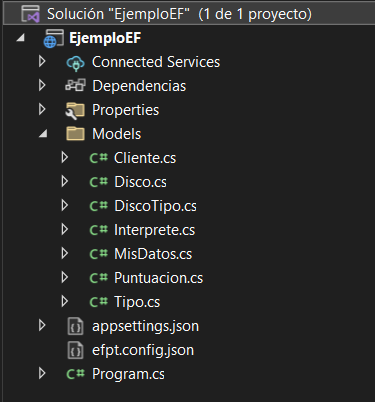 Solución "EjemploEF" (1 de 1 proyecto)
EjemploEF
Connected Services
Dependencias
Properties
Models
C# Cliente.cs
C# Disco.cs
C# DiscoTipo.cs
C# Interprete.cs
C# MisDatos.cs
C# Puntuacion.cs
C# Tipo.cs
appsettings.json
efpt.config.json
C# Program.cs